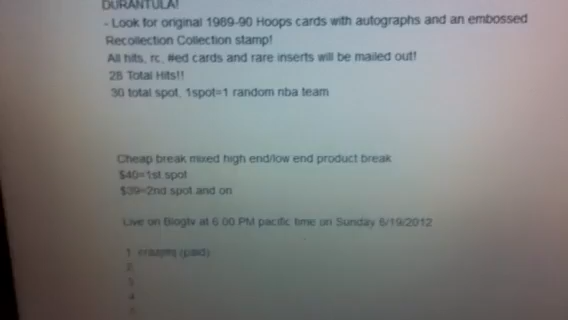 DURANTULA!
- Look for original 1989-90 Hoops cards with autographs and an embossed
Recollection Collection stamp!
All hits, rc, #ed cards and rare inserts will be mailed out!
28 Total Hits!!
30 total spot, 1spot=1 random nba team
Cheap break mixed high end/low end product break
$40=1st spot
$39=2nd spot and on
Live on Blogtv at 6:00 PM pacific time on Sunday 6/19/2012
1 (paid)
2
3
4
5